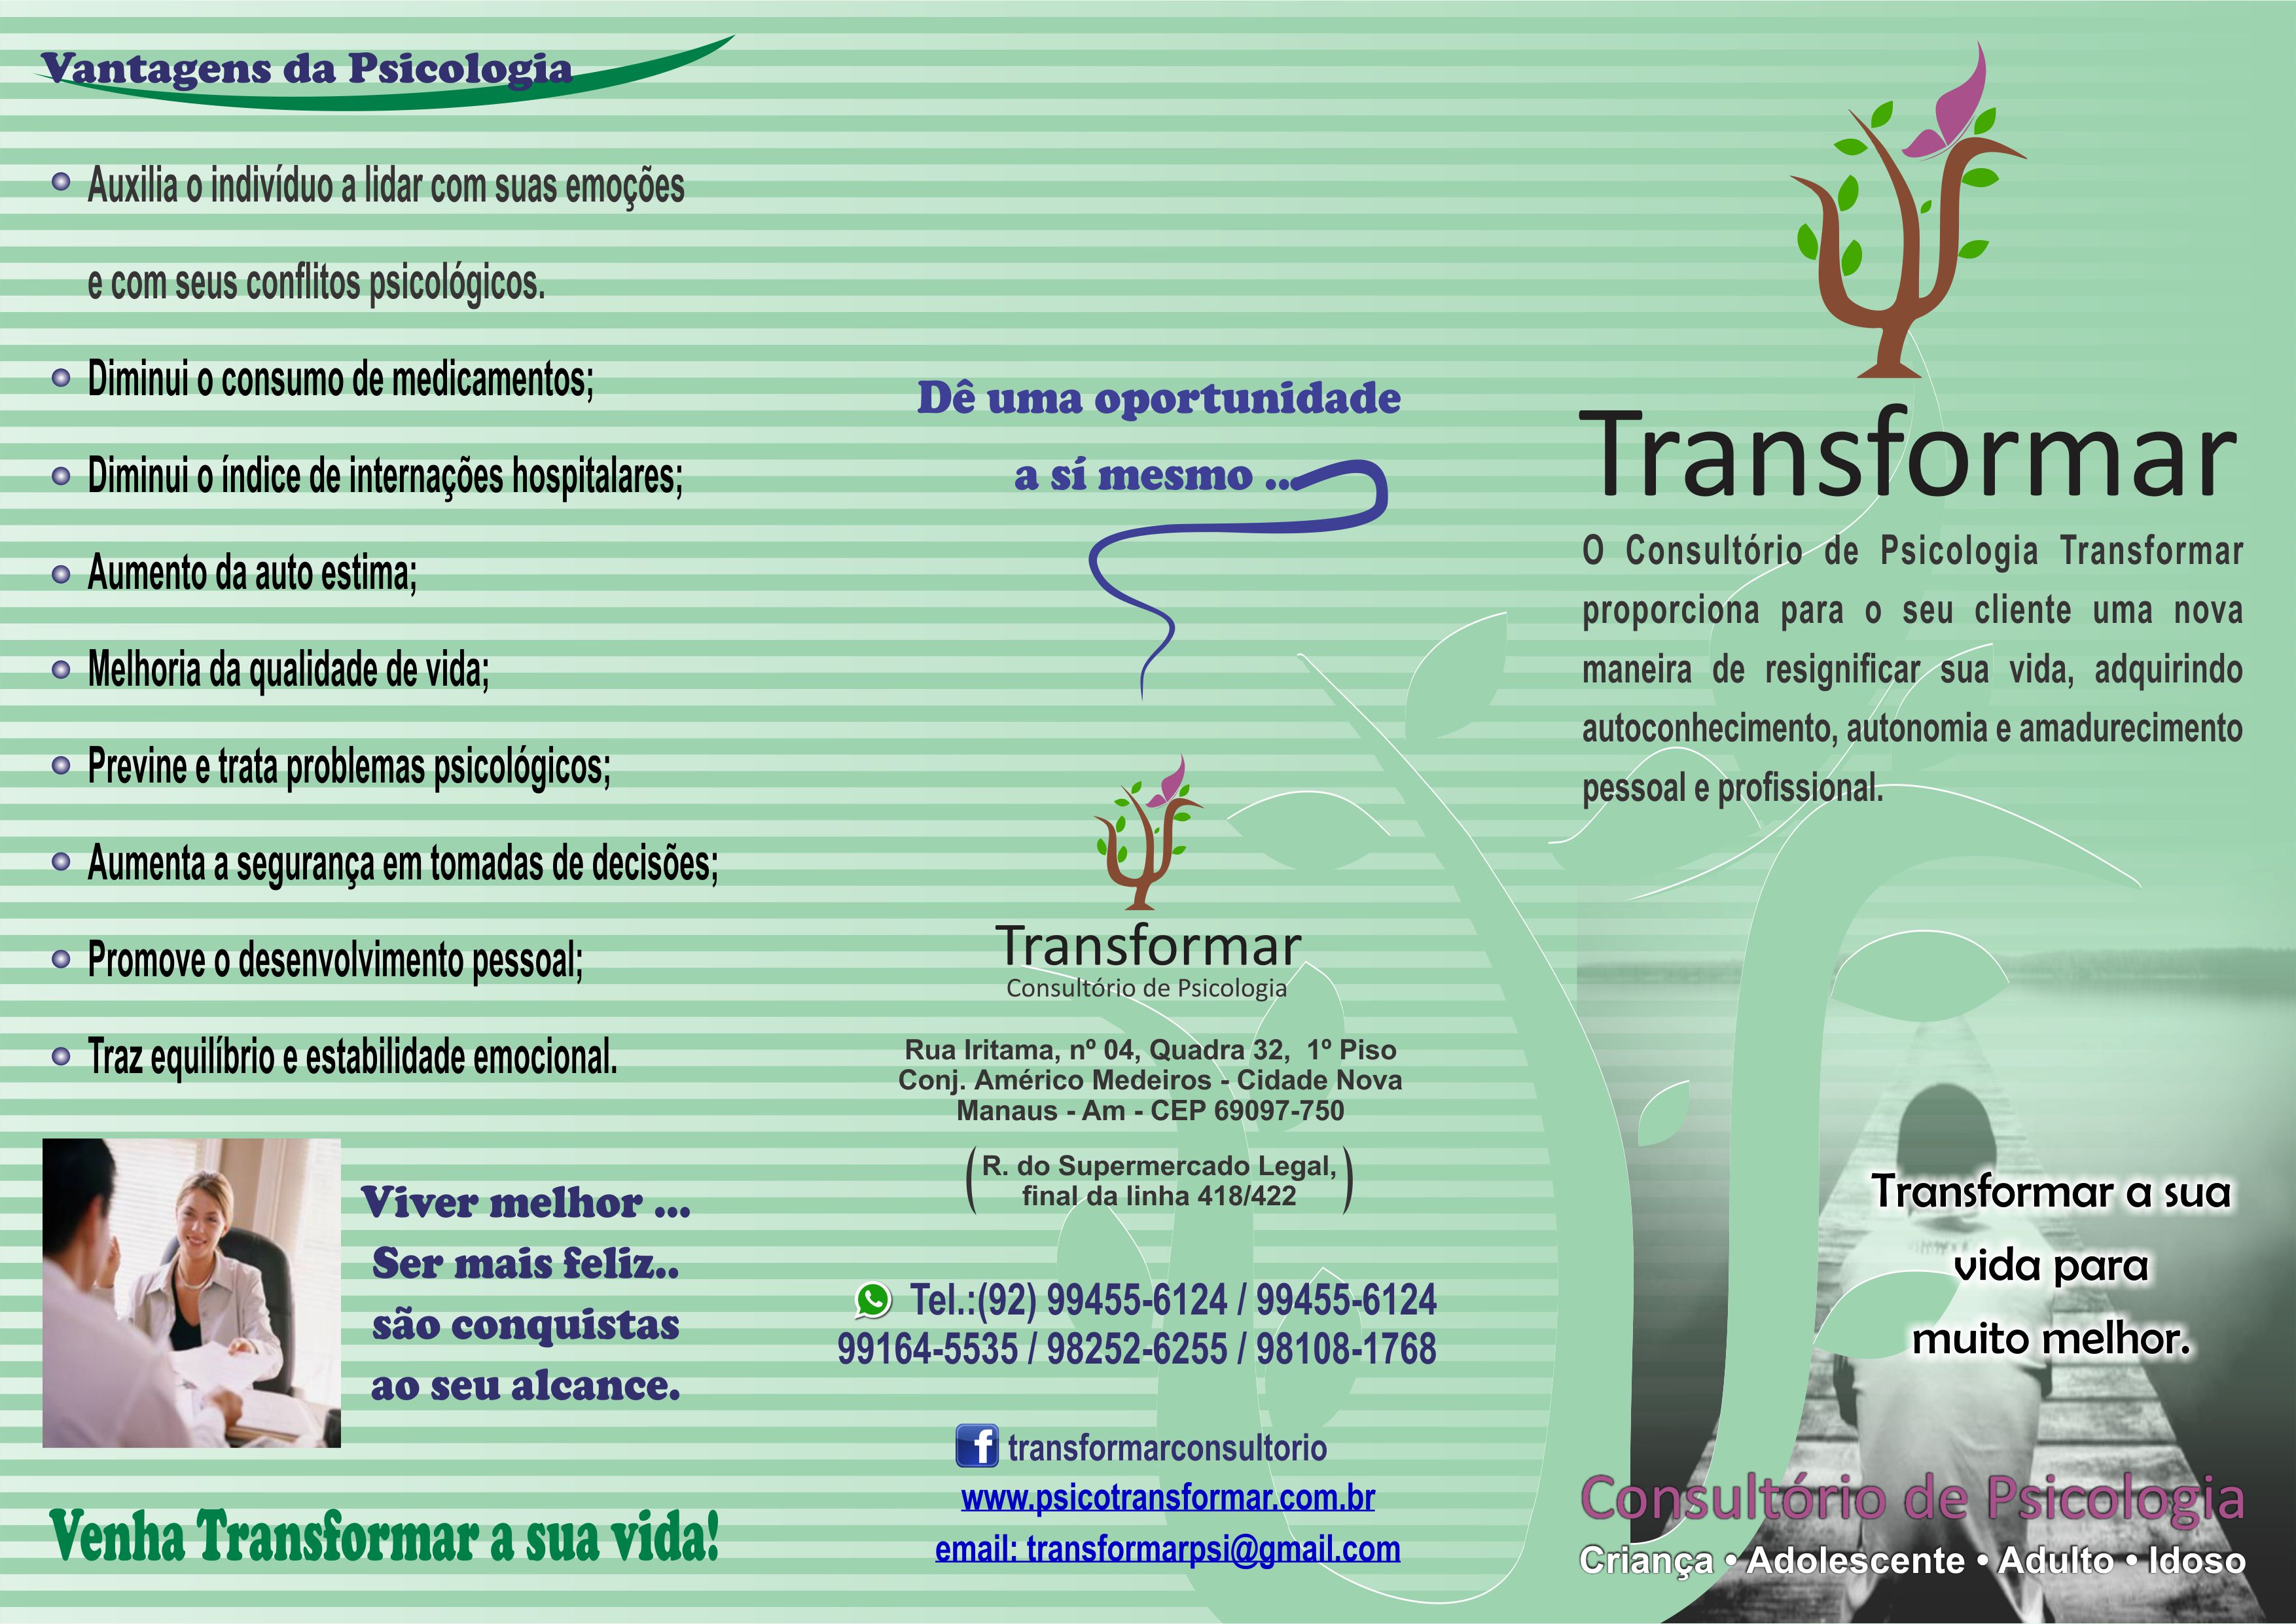 Vantagens da Psicologia
Auxilia o indivíduo a lidar com suas emoções
e com seus conflitos psicológicos.
Diminui o consumo de medicamentos;
Diminui o índice de internações hospitalares;
Aumento da auto estima;
Melhoria da qualidade de vida;
Previne e trata problemas psicológicos;
Aumenta a segurança em tomadas de decisões;
Promove o desenvolvimento pessoal;
Traz equilíbrio e estabilidade emocional.
Viver melhor ...
Ser mais feliz..
são conquistas
ao seu alcance.
Venha Transformar a sua vida!
Dê uma oportunidade
a sí mesmo ...
Transformar
Consultório de Psicologia
Rua Iritama, nº 04, Quadra 32, 1º Piso
Conj. Américo Medeiros - Cidade Nova
Manaus - Am - CEP 69097-750
(R. do Supermercado Legal,
final da linha 418/422)
Tel.:(92) 99455-6124 / 99455-6124
99164-5535 / 98252-6255 / 98108-1768
f transformarconsultorio
www.psicotransformar.com.br
email: transformarpsi@gmail.com
Transformar
O Consultório de Psicologia Transformar
proporciona para o seu cliente uma nova
maneira de resignificar sua vida, adquirindo
autoconhecimento, autonomia e amadurecimento
pessoal e profissional.
Transformar a sua
vida para
muito melhor.
Consultório de Psicologia
Criança • Adolescente • Adulto • Idoso